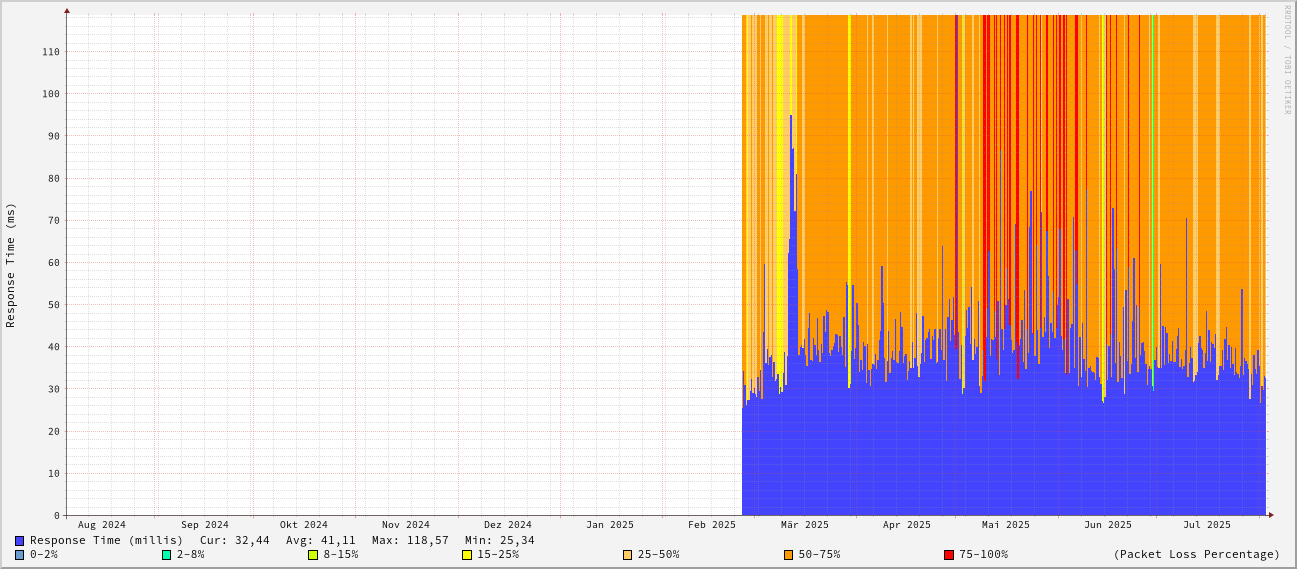 RRDTOOL / TOBI OETIKER
Response Time (ms)
110
100
90
80
70
60
50
40
30
20
10
0
Aug 2024 Sep 2024 Okt 2024 Nov 2024 Dez 2024 Jan 2025 Feb 2025 Mär 2025 Apr 2025 Mai 2025 Jun 2025 Jul 2025
Response Time (millis) Cur: 32,44 Avg: 41,11 Max: 118,57 Min: 25,34
0-2% 2-8% 8-15% 15-25% 25-50% 50-75% 75-100% (Packet Loss Percentage)